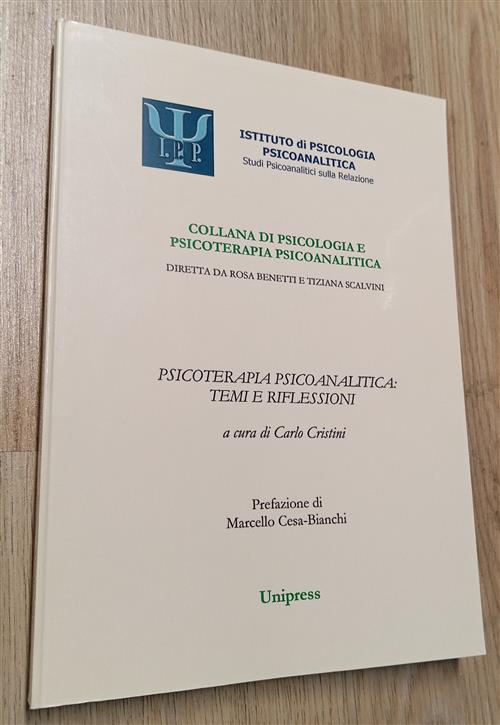 I.P.P.
ISTITUTO di PSICOLOGIA
PSICOANALITICA
Studi Psicoanalitici sulla Relazione
COLLANA DI PSICOLOGIA E
PSICOTERAPIA PSICOANALITICA
DIRETTA DA ROSA BENETTI E TIZIANA SCALVINI
PSICOTERAPIA PSICOANALITICA:
TEMI E RIFLESSIONI
a cura di Carlo Cristini
Prefazione di
Marcello Cesa-Bianchi
Unipress